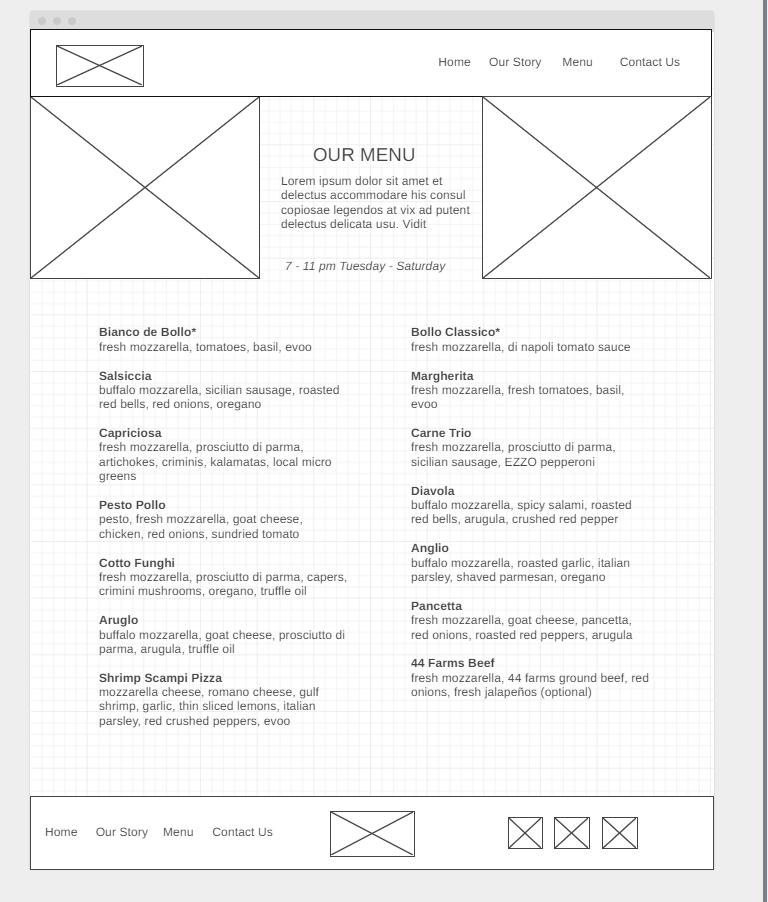 Home Our Story Menu Contact Us
OUR MENU
Lorem ipsum dolor sit amet et
delectus accommodare his consul
copiosae legendos at vix ad putent
delectus delicata usu. Vidit
7 - 11 pm Tuesday - Saturday
Bianco de Bollo*
fresh mozzarella, tomatoes, basil, evoo
Salsiccia
buffalo mozzarella, sicilian sausage, roasted
red bells, red onions, oregano
Capriciosa
fresh mozzarella, prosciutto di parma,
artichokes, criminis, kalamatas, local micro
greens
Pesto Pollo
pesto, fresh mozzarella, goat cheese,
chicken, red onions, sundried tomato
Cotto Funghi
fresh mozzarella, prosciutto di parma, capers,
crimini mushrooms, oregano, truffle oil
Aruglo
buffalo mozzarella, goat cheese, prosciutto di
parma, arugula, truffle oil
Shrimp Scampi Pizza
mozzarella cheese, romano cheese, gulf
shrimp, garlic, thin sliced lemons, italian
parsley, red crushed peppers, evoo
Bollo Classico*
fresh mozzarella, di napoli tomato sauce
Margherita
fresh mozzarella, fresh tomatoes, basil,
evoo
Carne Trio
fresh mozzarella, prosciutto di parma,
sicilian sausage, EZZO pepperoni
Diavola
buffalo mozzarella, spicy salami, roasted
red bells, arugula, crushed red pepper
Anglio
buffalo mozzarella, roasted garlic, italian
parsley, shaved parmesan, oregano
Pancetta
fresh mozzarella, goat cheese, pancetta,
red onions, roasted red peppers, arugula
44 Farms Beef
fresh mozzarella, 44 farms ground beef, red
onions, fresh jalapeños (optional)
Home Our Story Menu Contact Us